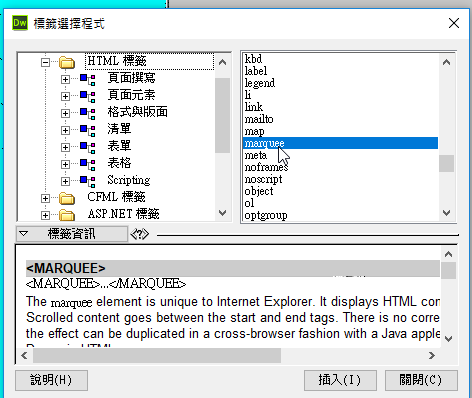 Dw 標籤選擇程式
HTML 標籤
頁面撰寫
頁面元素
格式與版面
清單
表單
表格
Scripting
CFML 標籤
ASP.NET 標籤
kbd
label
legend
li
link
mailto
map
marquee
meta
noframes
noscript
object
ol
optgroup
標籤資訊
<?>
<MARQUEE>
<MARQUEE>...</MARQUEE>
The marquee element is unique to Internet Explorer. It displays HTML con
Scrolled content goes between the start and end tags. There is no corre
the effect can be duplicated in a cross-browser fashion with a Java apple
說明(H)
插入(I)
關閉(C)